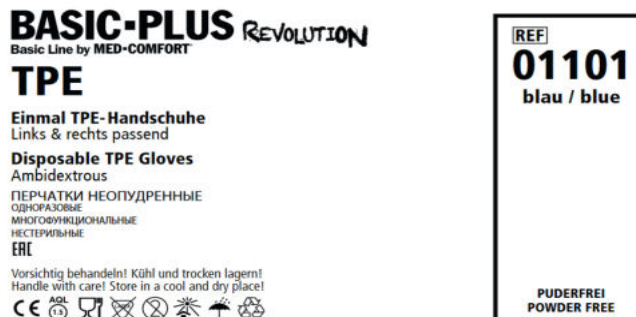 BASIC-PLUS REVOLUTION
Basic Line by MED-COMFORT
TPE
Einmal TPE-Handschuhe
Links & rechts passend
Disposable TPE Gloves
Ambidextrous
ПЕРЧАТКИ НЕОПУДРЕННЫЕ
ОДНОРАЗОВЫЕ
МНОГОФУНКЦИОНАЛЬНЫЕ
НЕСТЕРИЛЬНЫЕ
EAC
Vorsichtig behandeln! Kühl und trocken lagern!
Handle with care! Store in a cool and dry place!
CE AQL 1.5
REF
01101
blau / blue
PUDERFREI
POWDER FREE